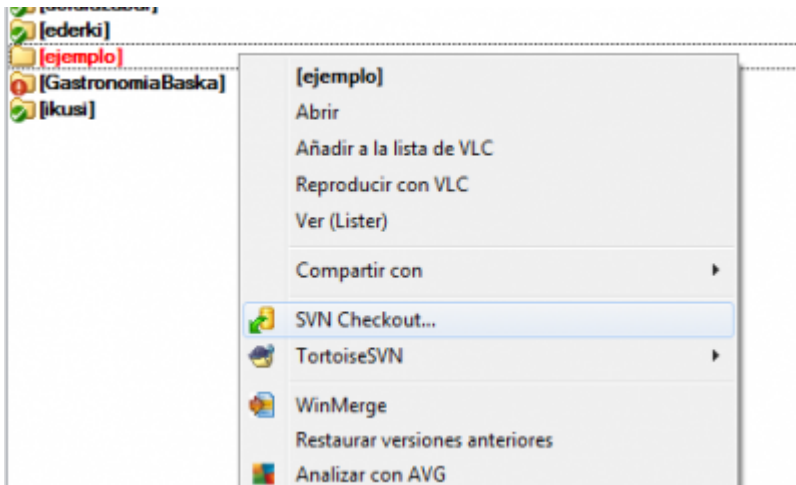 [ederki]
[ejemplo]
[GastronomiaBaska]
[ikusi]
[ejemplo]
Abrir
Añadir a la lista de VLC
Reproducir con VLC
Ver (Lister)
Compartir con
SVN Checkout...
TortoiseSVN
WinMerge
Restaurar versiones anteriores
Analizar con AVG